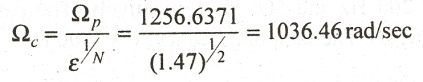 Ω_c = Ω_p / ε^{1/N} = 1256.6371 / (1.47)^{1/2} = 1036.46 rad/sec